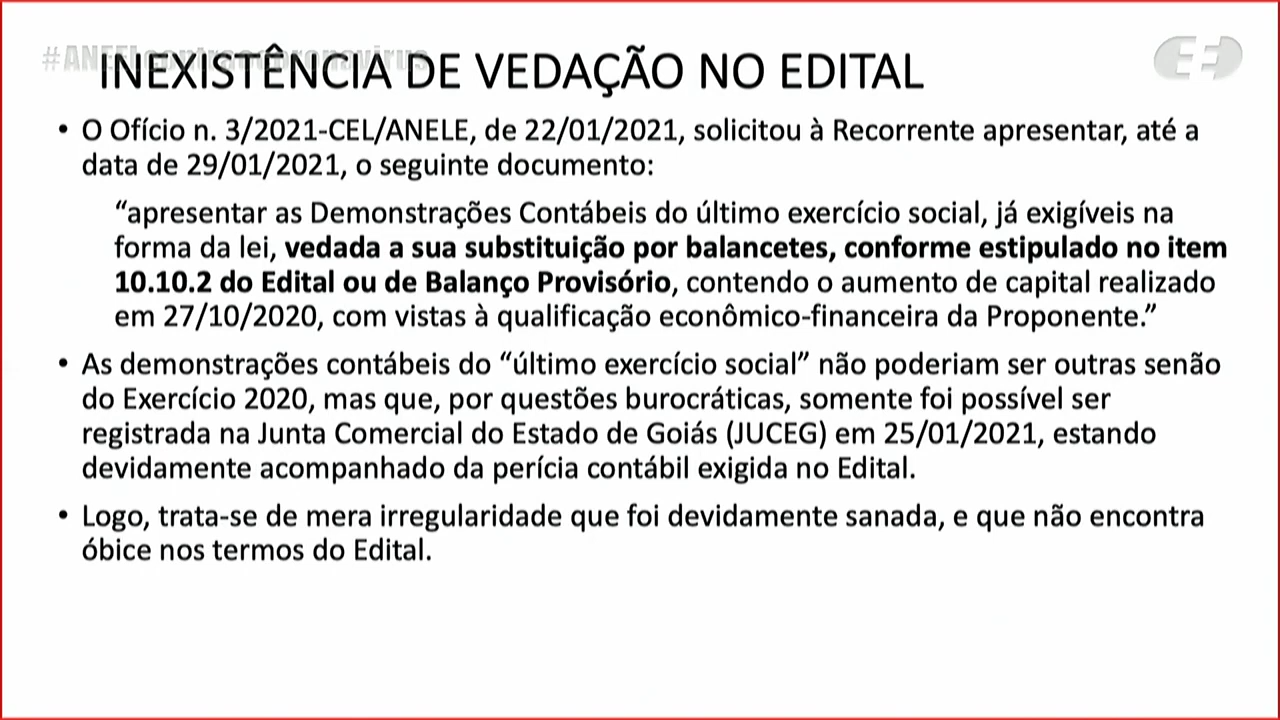 #ANEELcontraocoronavirus
INEXISTÊNCIA DE VEDAÇÃO NO EDITAL
• O Ofício n. 3/2021-CEL/ANELE, de 22/01/2021, solicitou à Recorrente apresentar, até a
data de 29/01/2021, o seguinte documento:
“apresentar as Demonstrações Contábeis do último exercício social, já exigíveis na
forma da lei, vedada a sua substituição por balancetes, conforme estipulado no item
10.10.2 do Edital ou de Balanço Provisório, contendo o aumento de capital realizado
em 27/10/2020, com vistas à qualificação econômico-financeira da Proponente.”
• As demonstrações contábeis do “último exercício social” não poderiam ser outras senão
do Exercício 2020, mas que, por questões burocráticas, somente foi possível ser
registrada na Junta Comercial do Estado de Goiás (JUCEG) em 25/01/2021, estando
devidamente acompanhado da perícia contábil exigida no Edital.
• Logo, trata-se de mera irregularidade que foi devidamente sanada, e que não encontra
óbice nos termos do Edital.